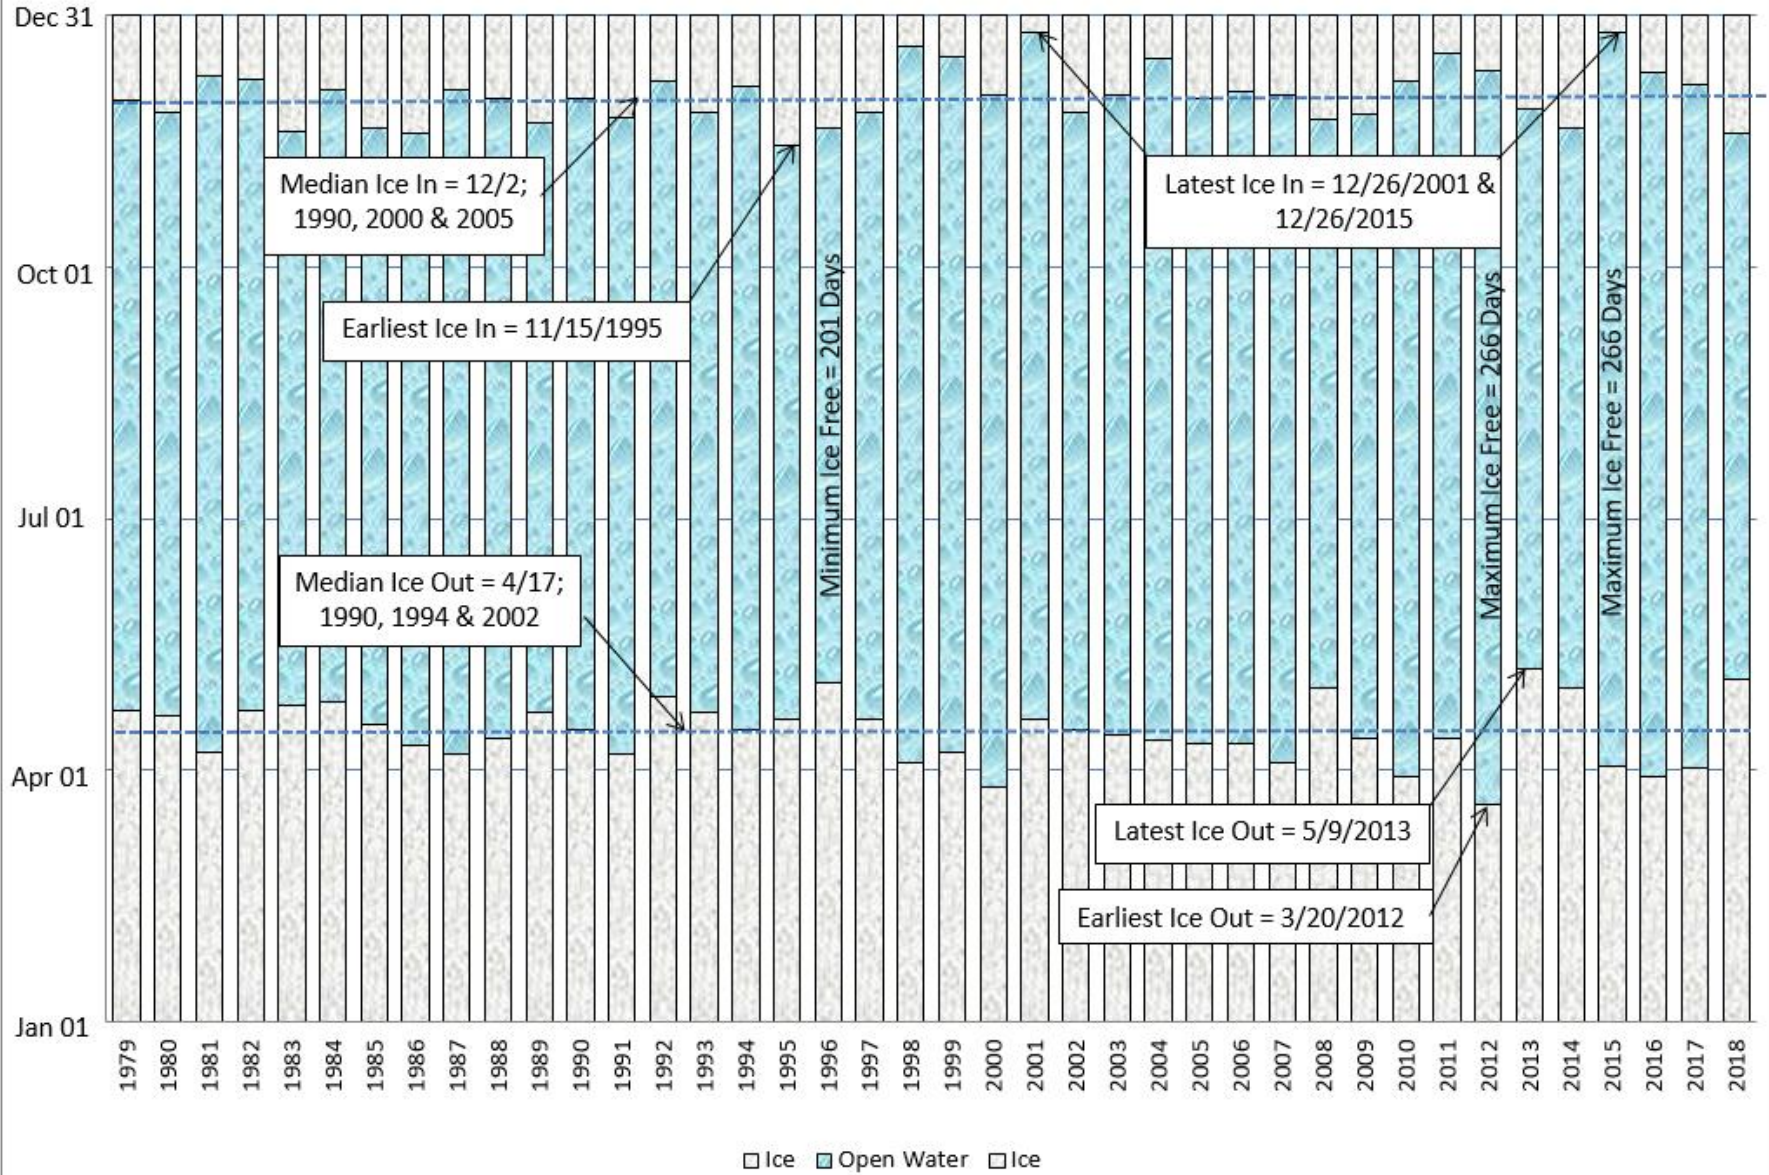 Dec 31
Oct 01
Jul 01
Apr 01
Jan 01
Median Ice In = 12/2;
1990, 2000 & 2005
Earliest Ice In = 11/15/1995
Latest Ice In = 12/26/2001 &
12/26/2015
Minimum Ice Free = 201 Days
Maximum Ice Free = 266 Days
Maximum Ice Free = 266 Days
Median Ice Out = 4/17;
1990, 1994 & 2002
Latest Ice Out = 5/9/2013
Earliest Ice Out = 3/20/2012
1979
1980
1981
1982
1983
1984
1985
1986
1987
1988
1989
1990
1991
1992
1993
1994
1995
1996
1997
1998
1999
2000
2001
2002
2003
2004
2005
2006
2007
2008
2009
2010
2011
2012
2013
2014
2015
2016
2017
2018
Ice Open Water Ice